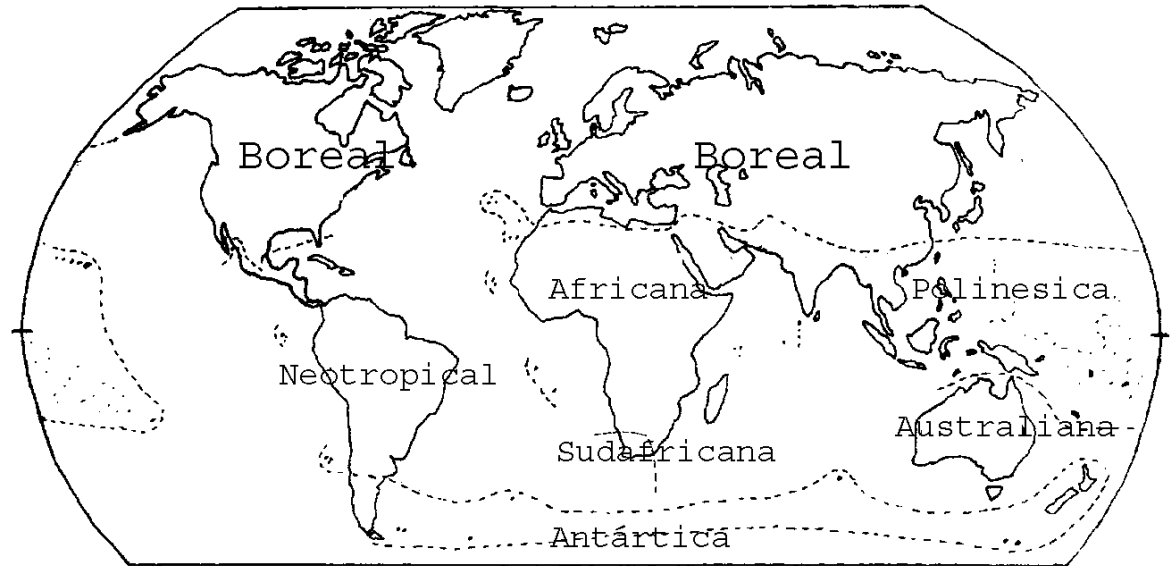 Boreal
Boreal
Africana
Polinesica
Neotropical
Australiana
Sudafricana
Antártica